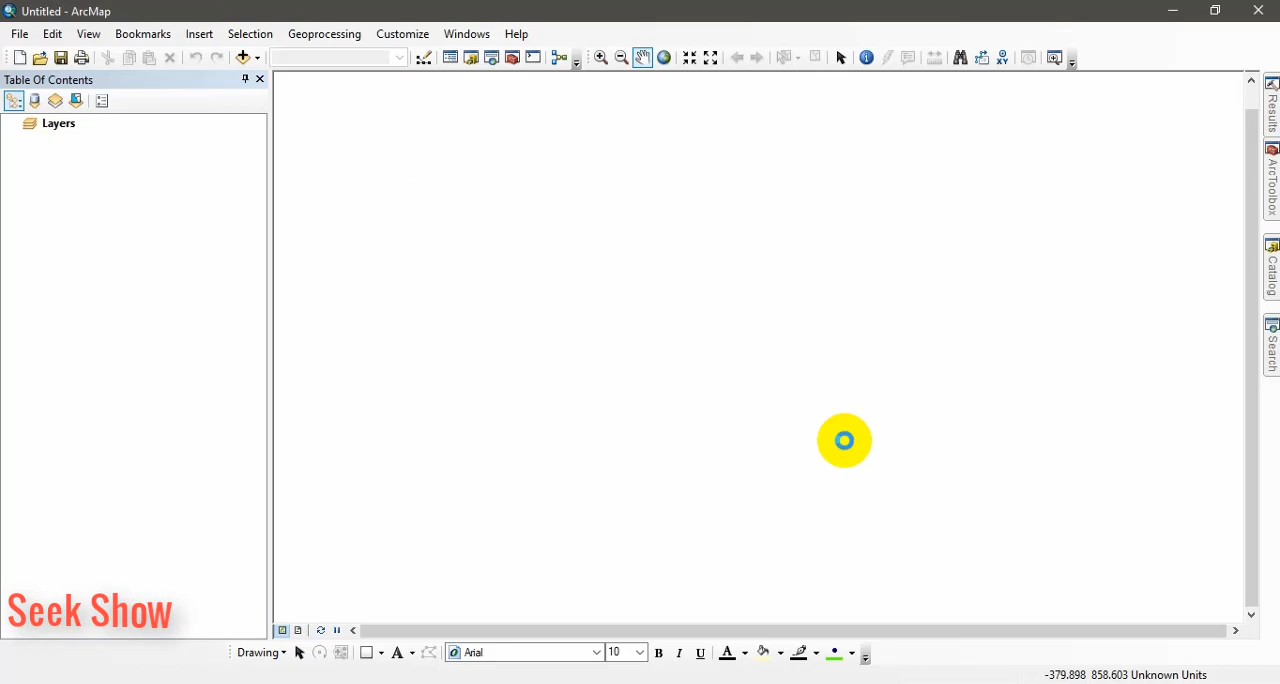 Untitled - ArcMap
File Edit View Bookmarks Insert Selection Geoprocessing Customize Windows Help
Table Of Contents
Layers
Results
ArcToolbox
Catalog
Search
Seek Show
Drawing Arial 10 B I U A
-379.898 858.603 Unknown Units